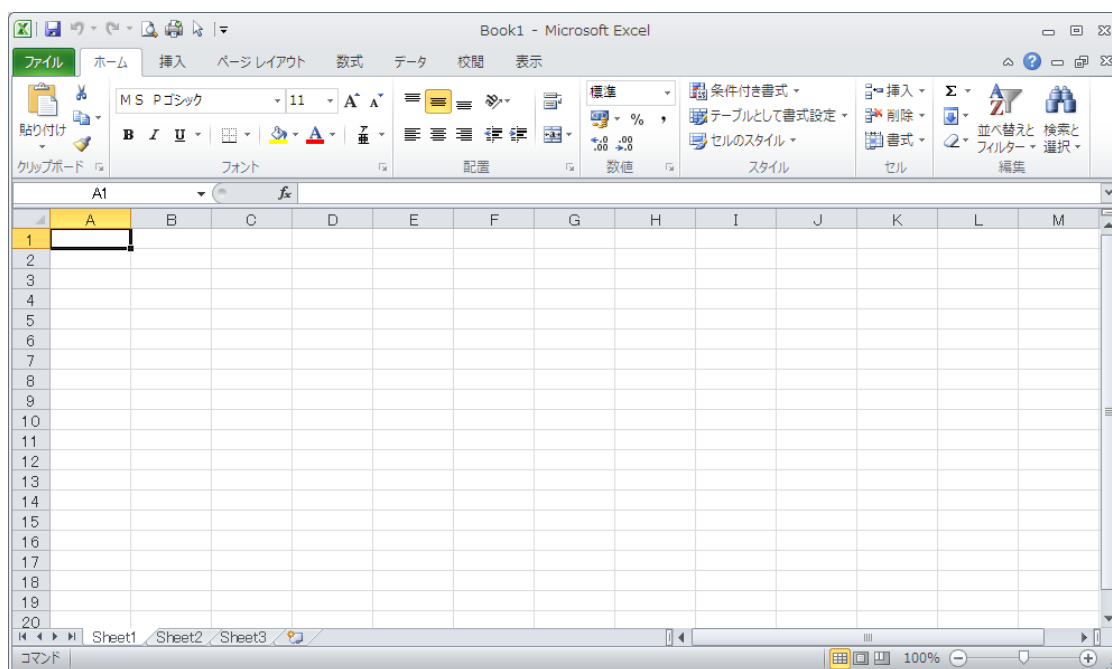 Book1 - Microsoft Excel
ファイル ホーム 挿入 ページ レイアウト 数式 データ 校閲 表示
MS Pゴシック 11 A A 標準 条件付き書式 挿入 Σ
貼り付け % , テーブルとして書式設定 削除 並べ替えと 検索と
B I U A 亜 .0 .00 .00 .0 セルのスタイル 書式 フィルター 選択
クリップボード フォント 配置 数値 スタイル セル 編集
A1 fx
A B C D E F G H I J K L M
1
2
3
4
5
6
7
8
9
10
11
12
13
14
15
16
17
18
19
20
Sheet1 Sheet2 Sheet3
コマンド 100%